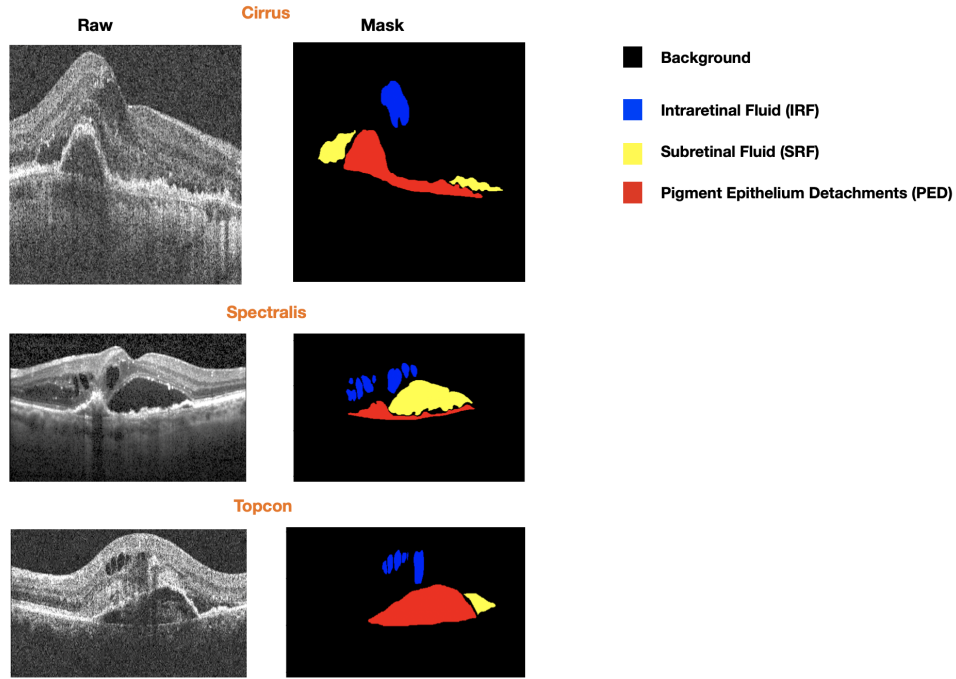 Cirrus
Raw
Mask
Background
Intraretinal Fluid (IRF)
Subretinal Fluid (SRF)
Pigment Epithelium Detachments (PED)
Spectralis
Topcon